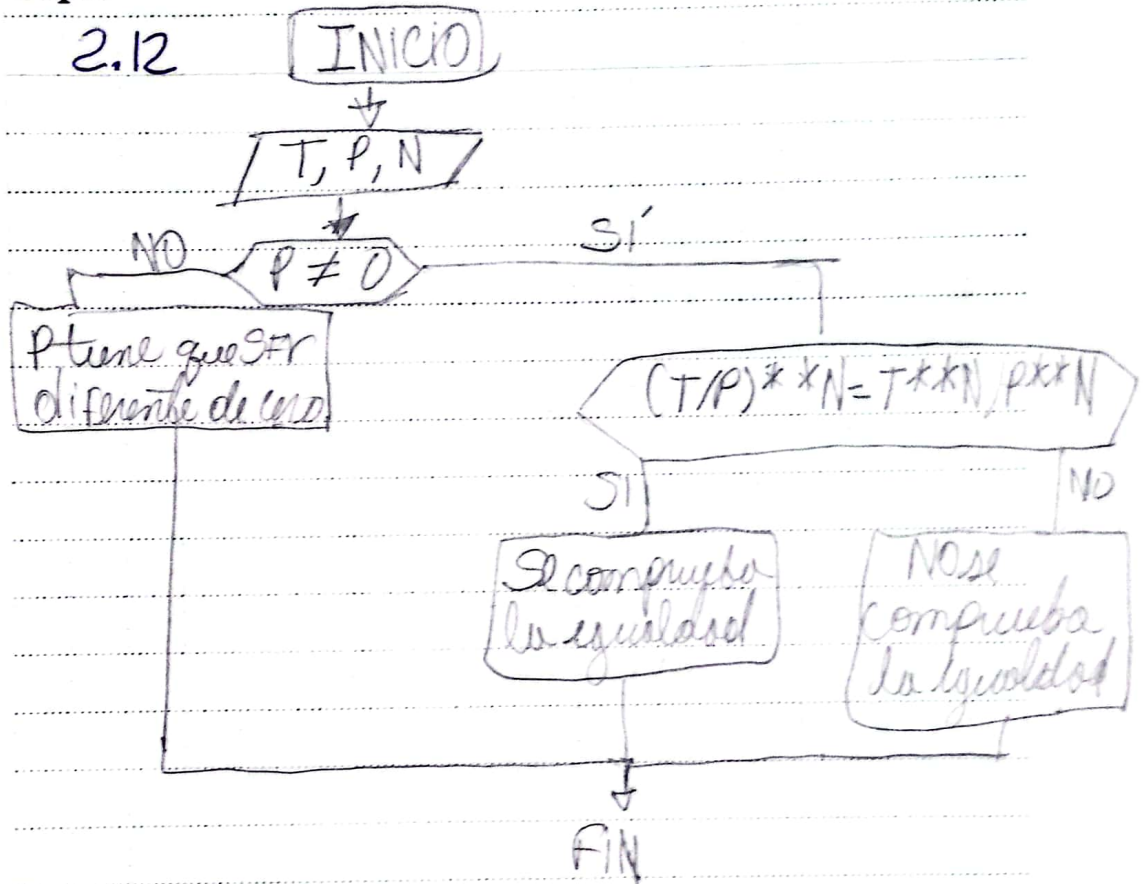 2.12
INICIO
T, P, N
NO
P ≠ 0
SÍ
P tiene que ser
diferente de cero
(T/P)**N=T**N/P**N
SI
NO
Se comprueba
la igualdad
NO se
comprueba
la igualdad
FIN